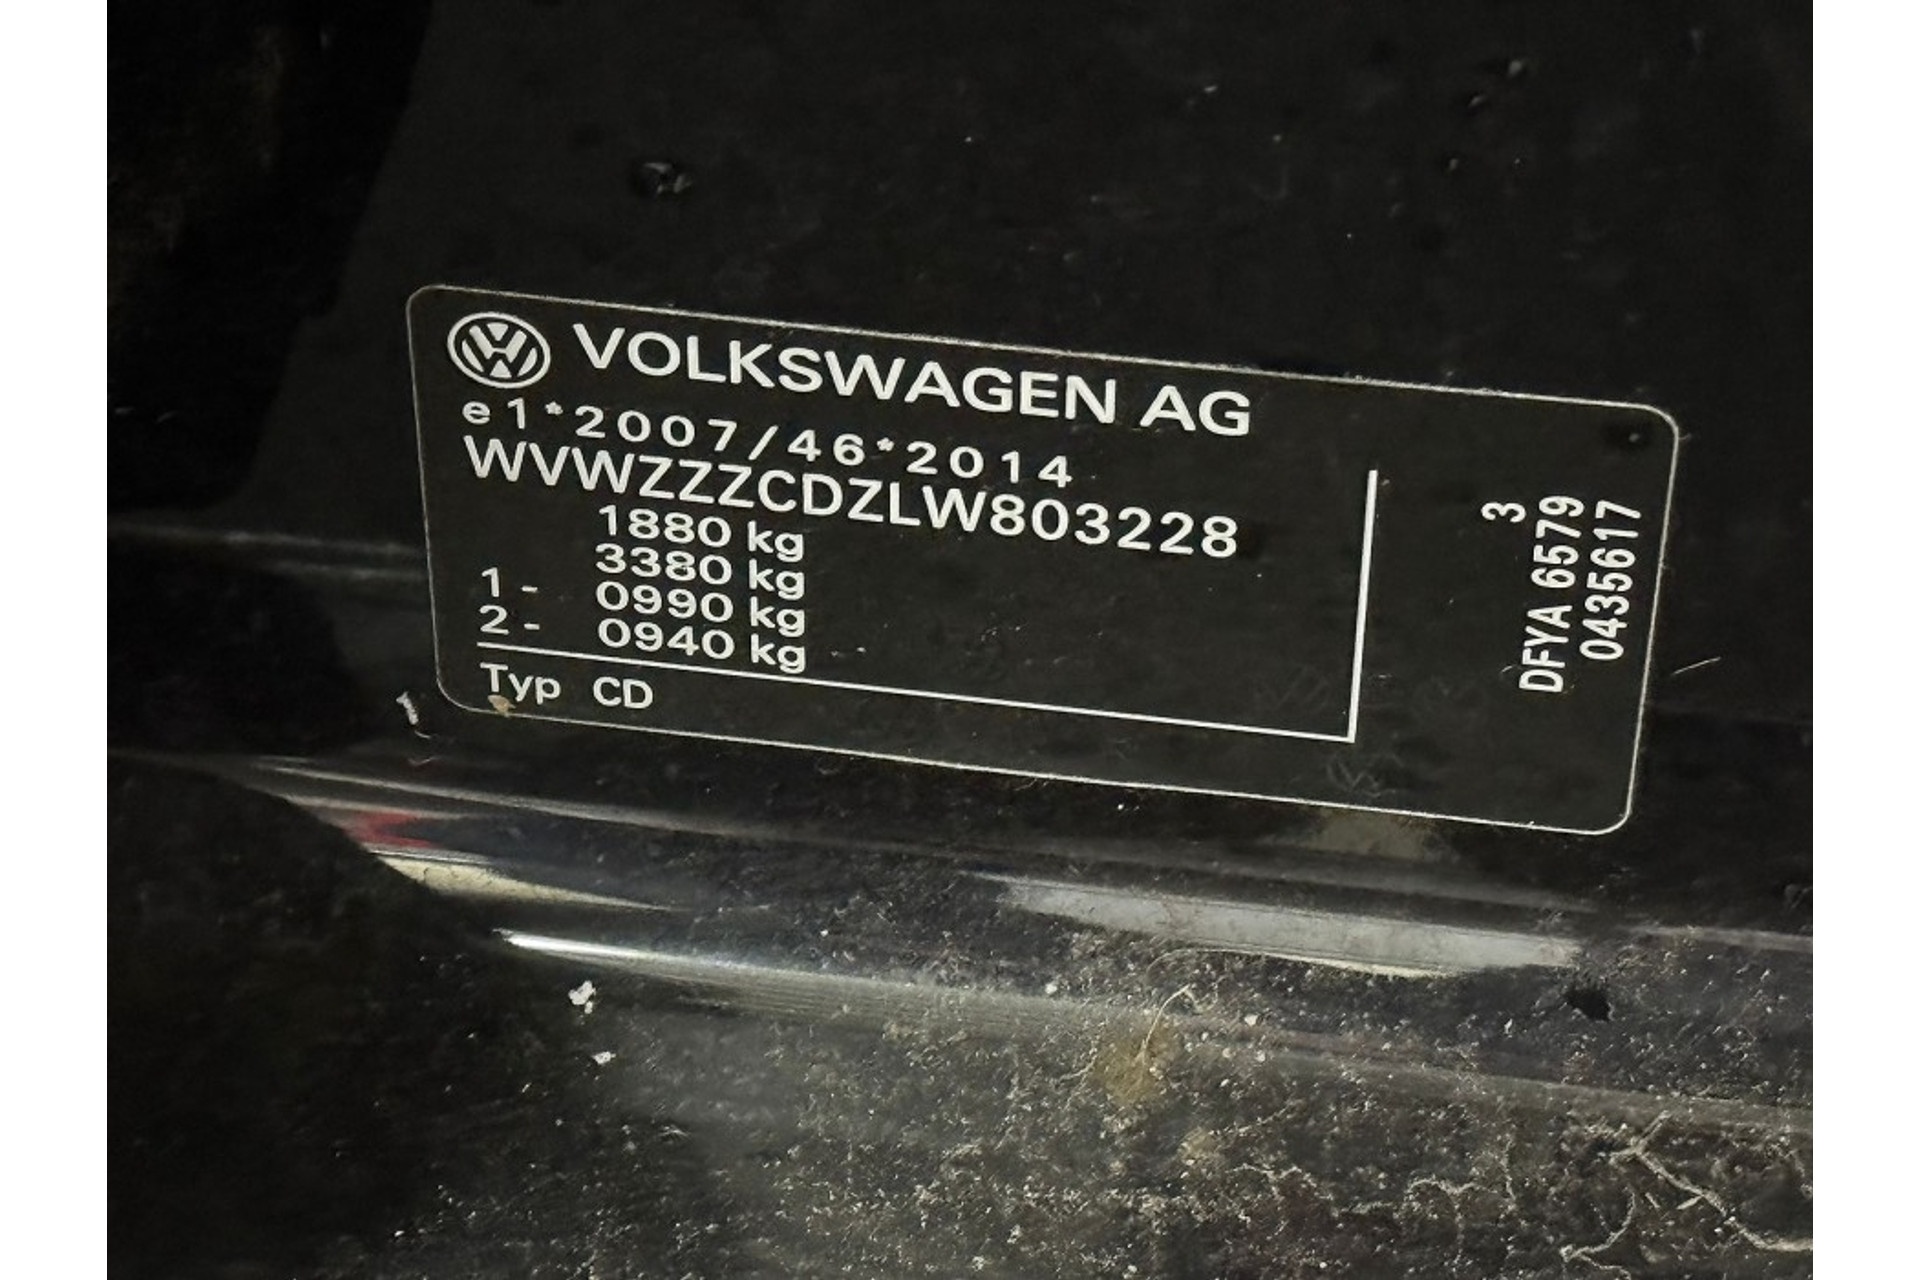 VOLKSWAGEN AG
e1*2007/46*2014
WVWZZZCDZLW803228
1880 kg
3380 kg
1- 0990 kg
2- 0940 kg
Typ CD
3
DFYA 6579
0435617